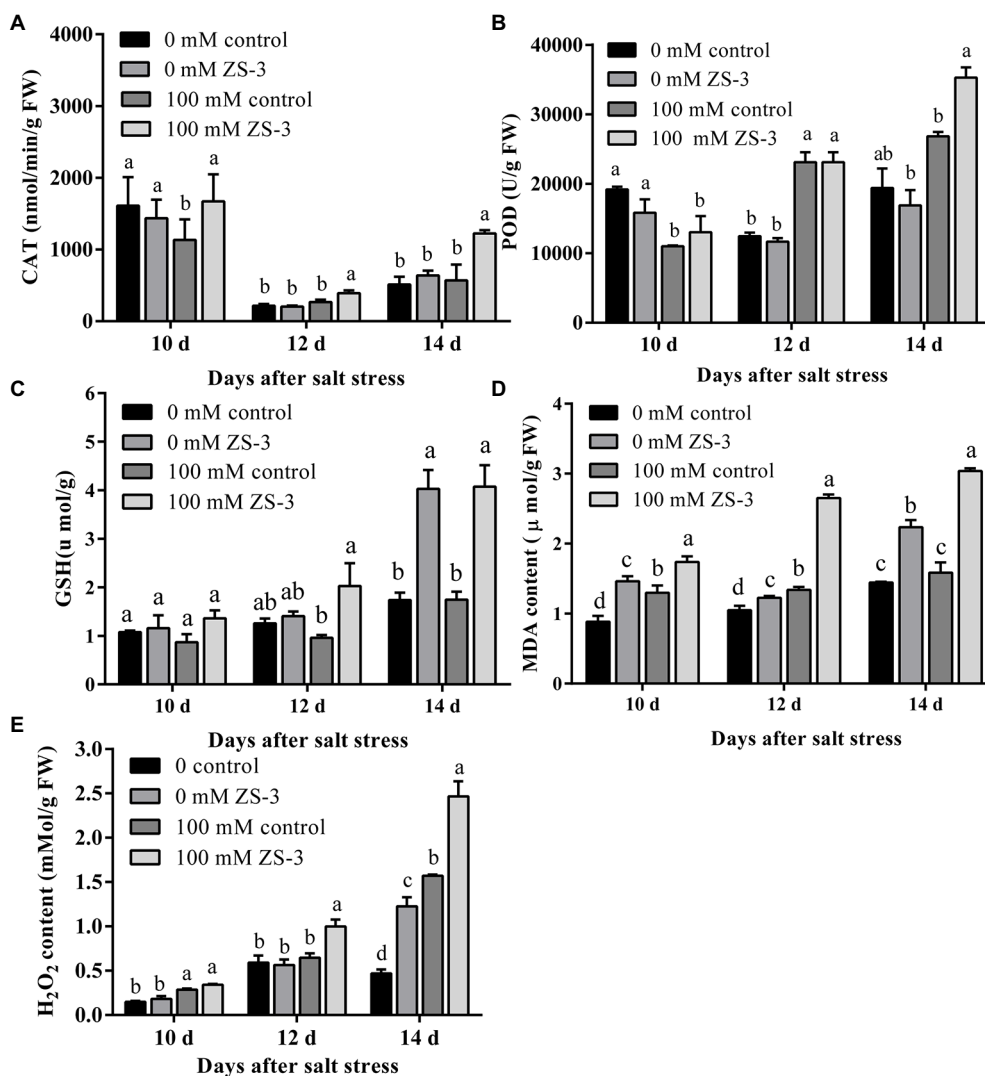 A
CAT (nmol/min/g FW)
4000
3000
2000
1000
0
0 mM control
0 mM ZS-3
100 mM control
100 mM ZS-3
a a b a
b b b a
b b b a
10 d 12 d 14 d
Days after salt stress
B
POD (U/g FW)
40000
30000
20000
10000
0
0 mM control
0 mM ZS-3
100 mM control
100 mM ZS-3
a a b b
b b a a
ab b b a
10 d 12 d 14 d
Days after salt stress
C
GSH(u mol/g)
6
5
4
3
2
1
0
0 mM control
0 mM ZS-3
100 mM control
100 mM ZS-3
a a a a
ab ab b a
b a b a
10 d 12 d 14 d
Days after salt stress
D
MDA content ( μ mol/g FW)
4
3
2
1
0
0 mM control
0 mM ZS-3
100 mM control
100 mM ZS-3
d c b a
d c b a
c b c a
10 d 12 d 14 d
Days after salt stress
E
H₂O₂ content (mMol/g FW)
3.0
2.5
2.0
1.5
1.0
0.5
0.0
0 control
0 mM ZS-3
100 mM control
100 mM ZS-3
b b a a
b b b a
d c b a
10 d 12 d 14 d
Days after salt stress